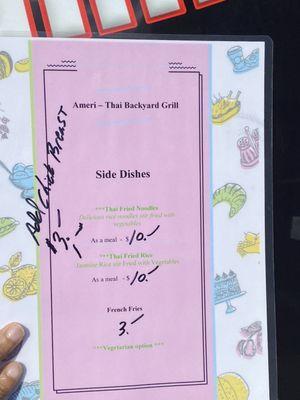 Ameri – Thai Backyard Grill
Side Dishes
***Thai Fried Noodles
Delicious rice noodles stir fried with
vegetables
As a meal - $10.-
***Thai Fried Rice
Jasmine Rice stir Fried with Vegetables
As a meal - $10.-
French Fries
3.-
***Vegetarian option ***
Add Chick Breast
$3.-